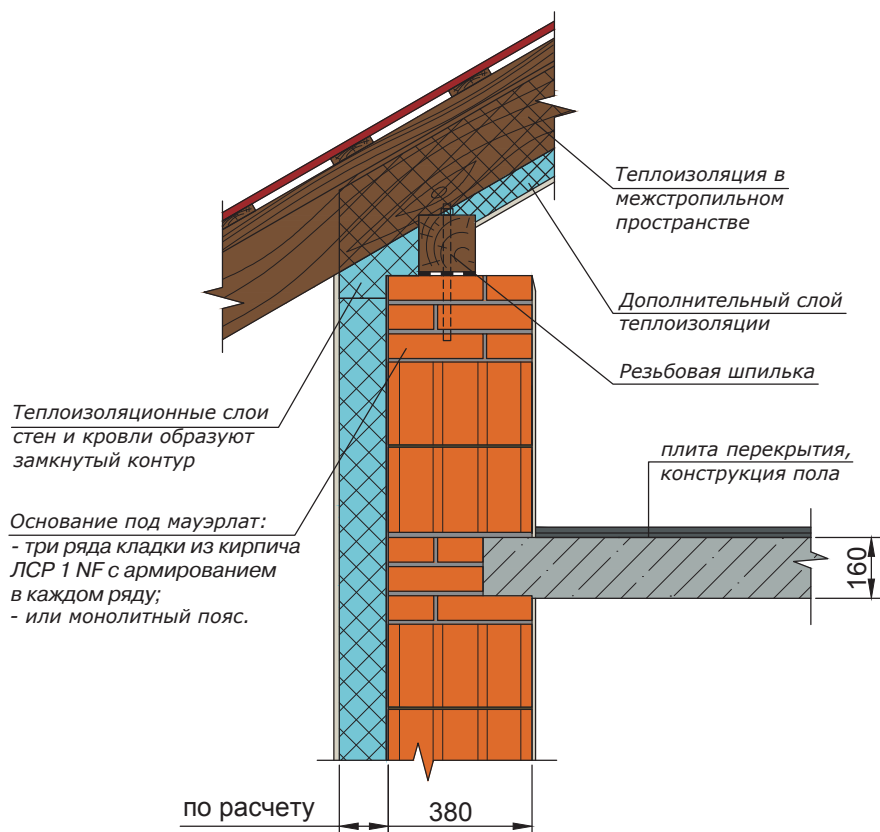 Теплоизоляция в
межстропильном
пространстве
Дополнительный слой
теплоизоляции
Резьбовая шпилька
Теплоизоляционные слои
стен и кровли образуют
замкнутый контур
плита перекрытия,
конструкция пола
Основание под мауэрлат:
- три ряда кладки из кирпича
ЛСР 1 NF с армированием
в каждом ряду;
- или монолитный пояс.
160
по расчету
380